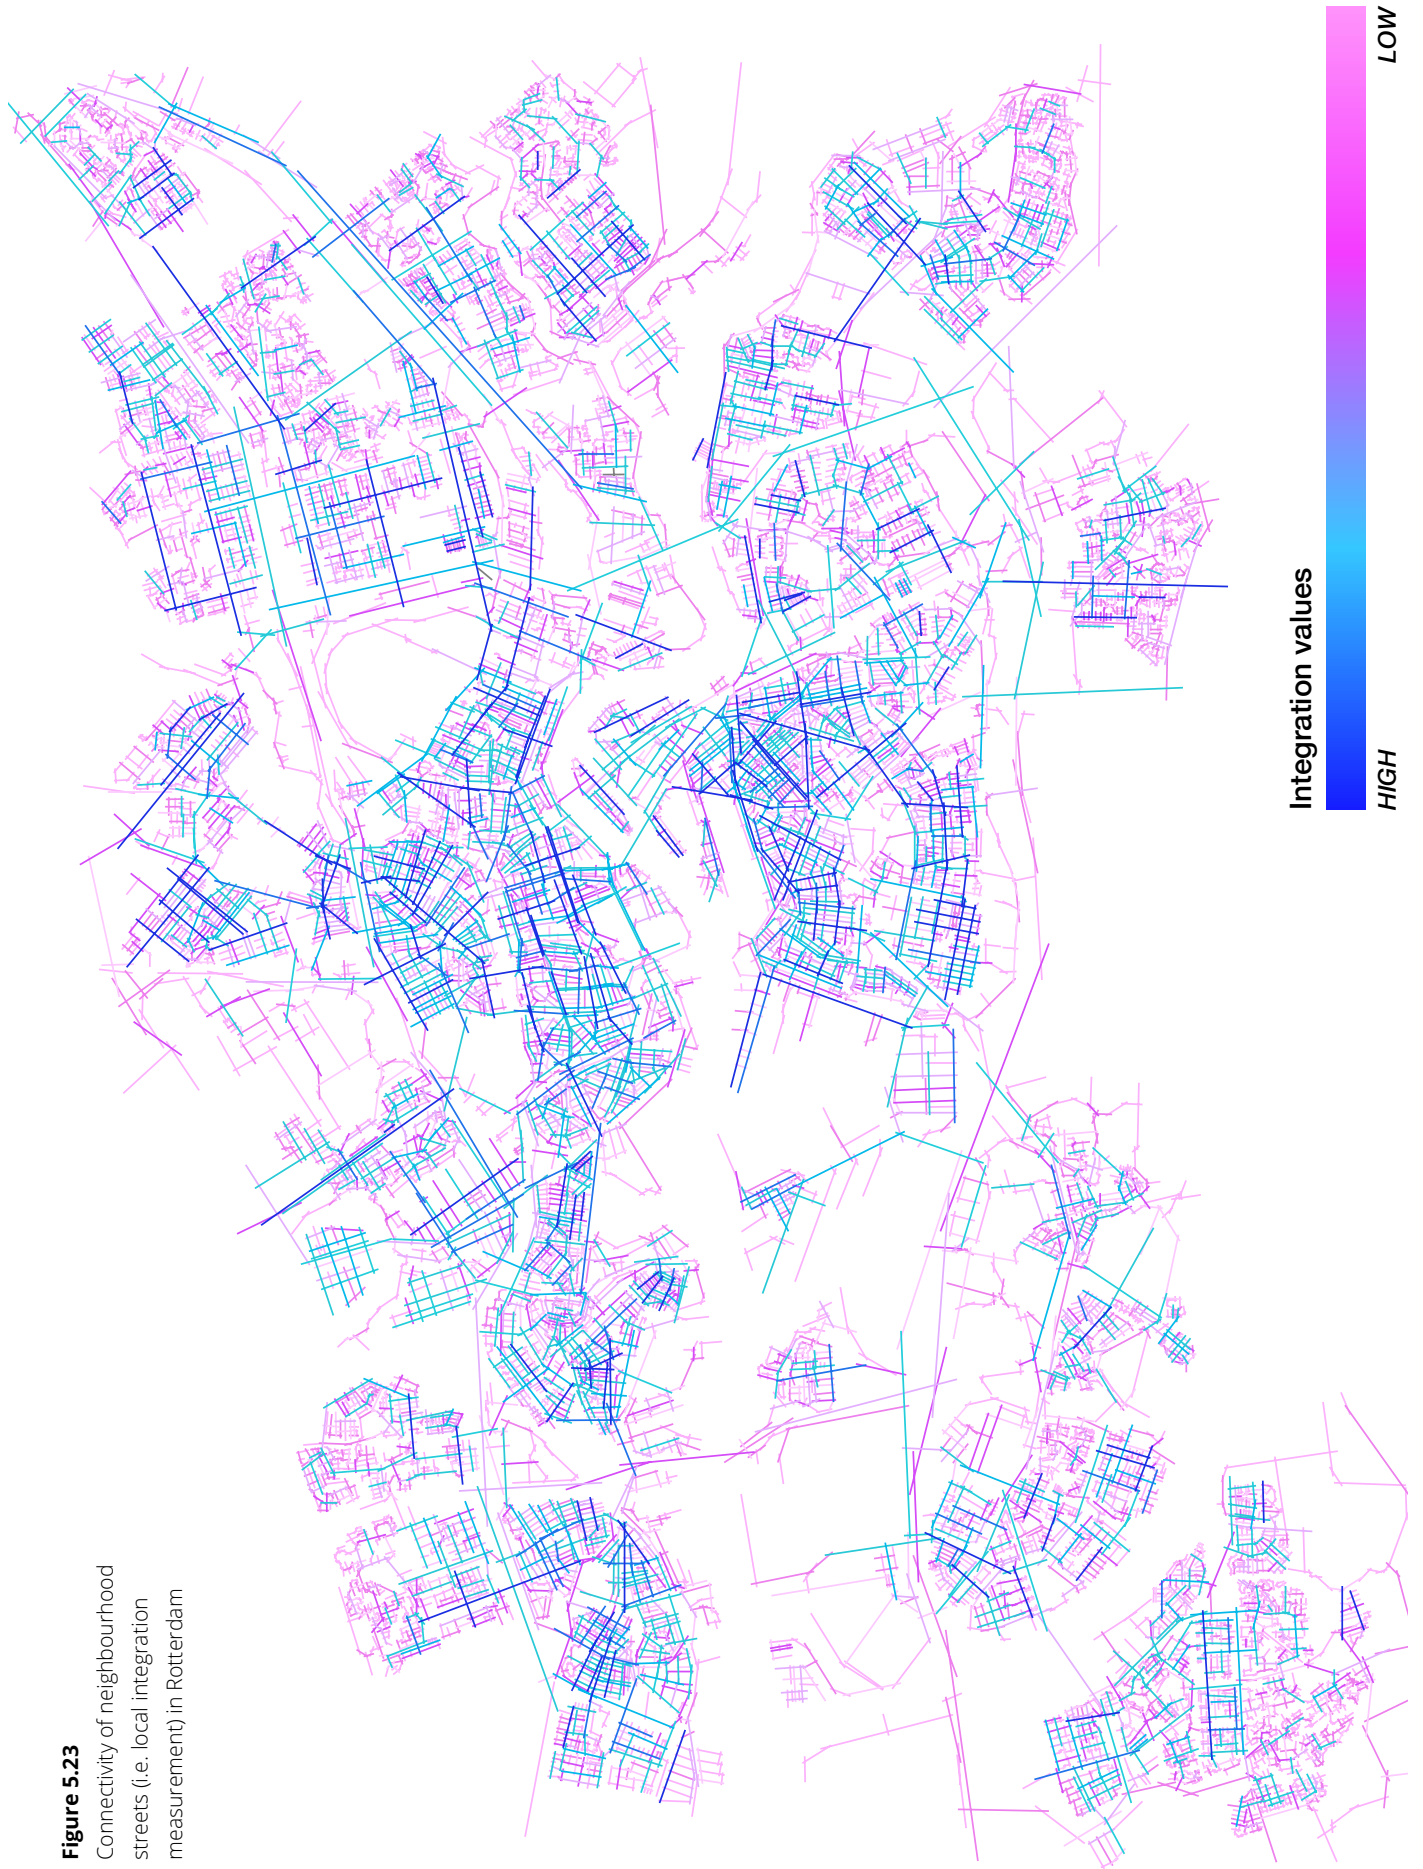 Figure 5.23
Connectivity of neighbourhood
streets (i.e. local integration
measurement) in Rotterdam
Integration values
HIGH
LOW